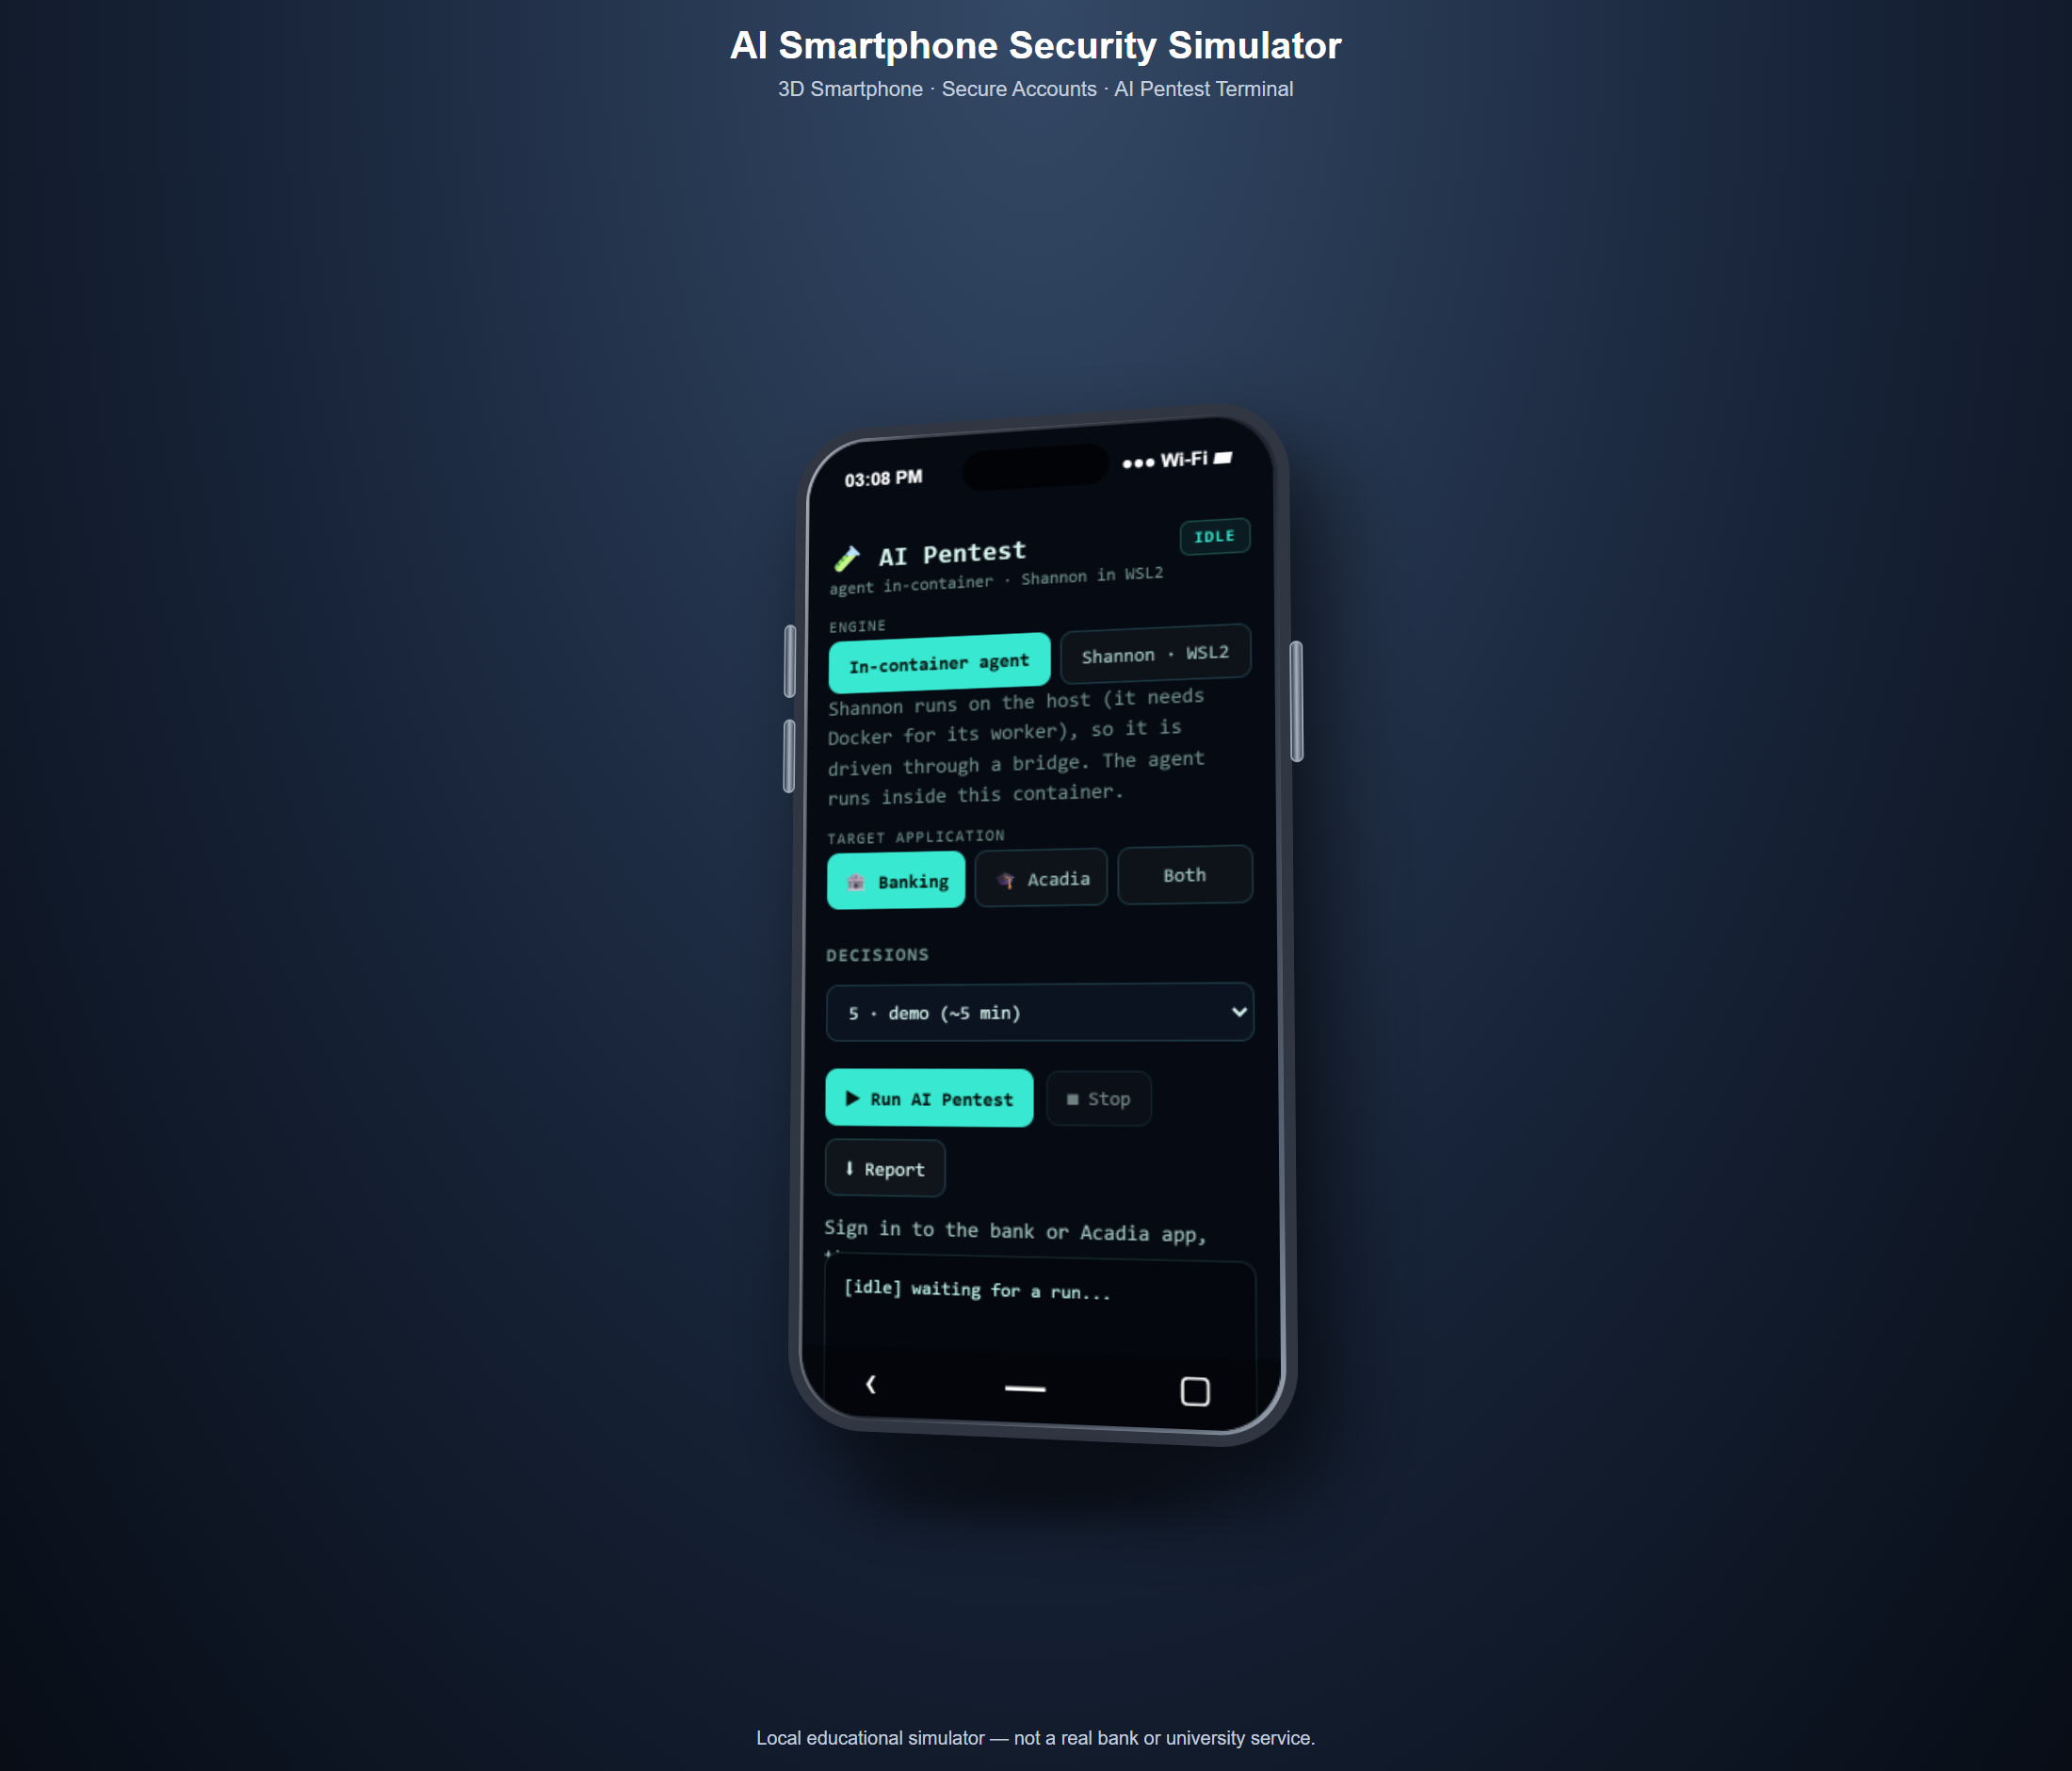 AI Smartphone Security Simulator
3D Smartphone · Secure Accounts · AI Pentest Terminal
03:08 PM
●●● Wi-Fi
AI Pentest
IDLE
agent in-container · Shannon in WSL2
ENGINE
In-container agent
Shannon · WSL2
Shannon runs on the host (it needs
Docker for its worker), so it is
driven through a bridge. The agent
runs inside this container.
TARGET APPLICATION
Banking
Acadia
Both
DECISIONS
5 · demo (~5 min)
▶ Run AI Pentest
■ Stop
⬇ Report
Sign in to the bank or Acadia app,
[idle] waiting for a run...
Local educational simulator — not a real bank or university service.